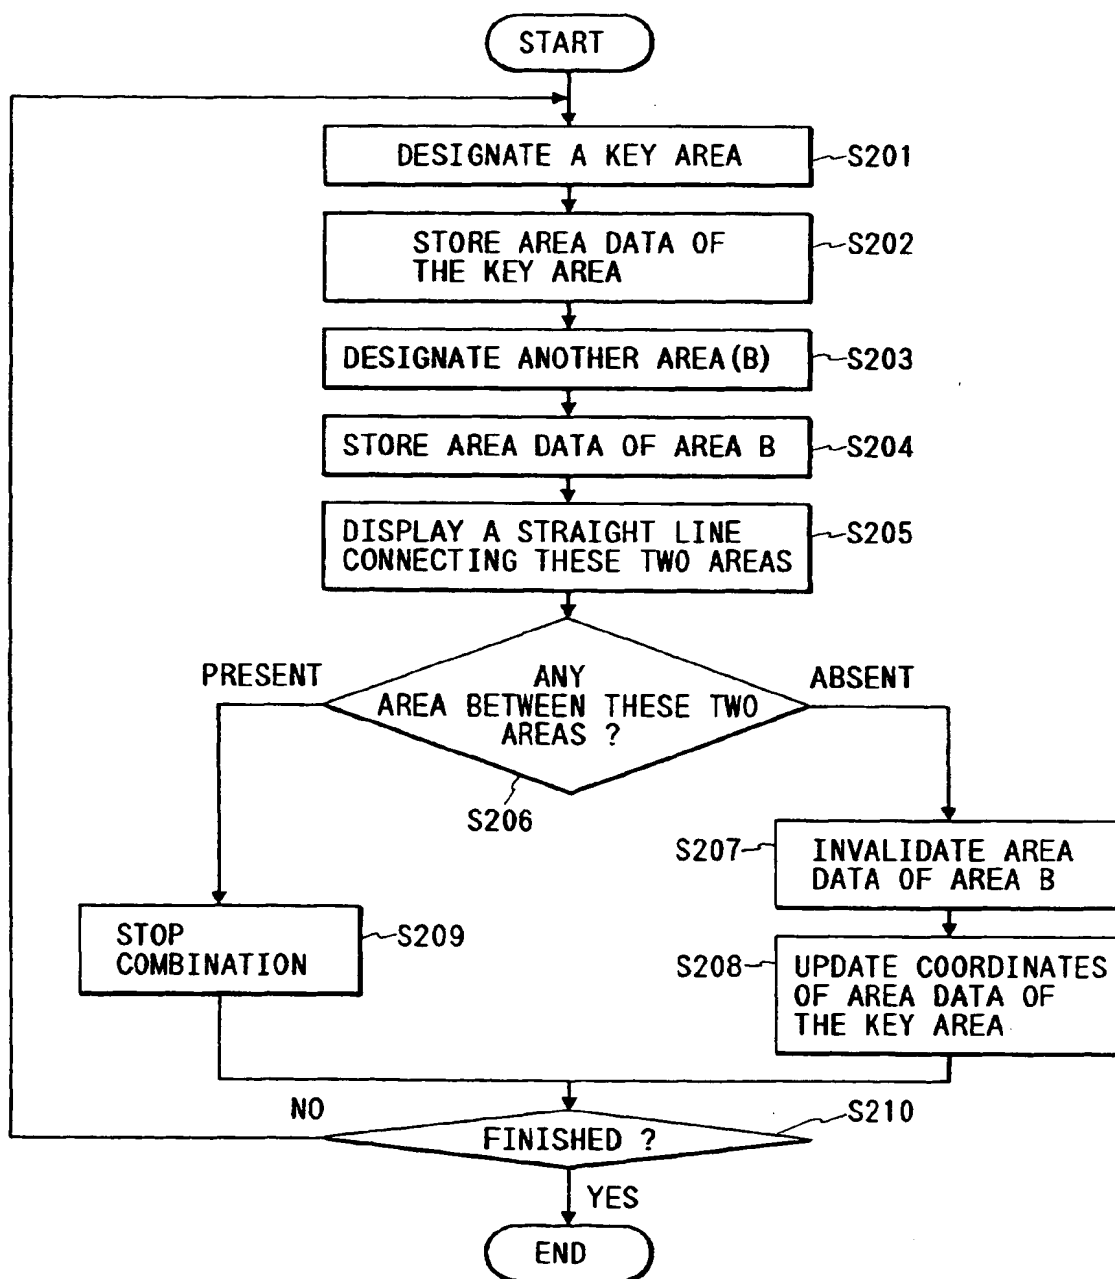 START
DESIGNATE A KEY AREA
S201
STORE AREA DATA OF
THE KEY AREA
S202
DESIGNATE ANOTHER AREA(B)
S203
STORE AREA DATA OF AREA B
S204
DISPLAY A STRAIGHT LINE
CONNECTING THESE TWO AREAS
S205
PRESENT
ANY
AREA BETWEEN THESE TWO
AREAS ?
ABSENT
S206
S207
INVALIDATE AREA
DATA OF AREA B
STOP
COMBINATION
S209
S208
UPDATE COORDINATES
OF AREA DATA OF
THE KEY AREA
NO
FINISHED ?
S210
YES
END